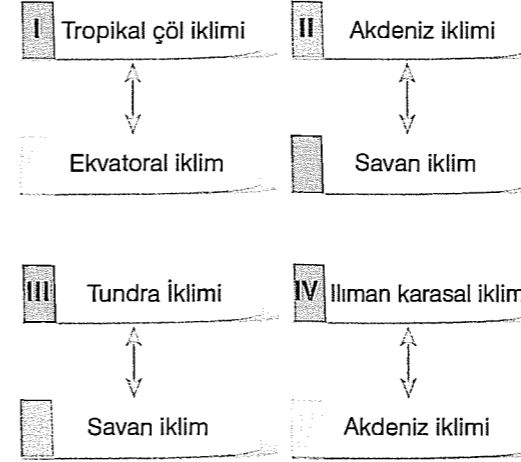 I Tropikal çöl iklimi
II Akdeniz iklimi
Ekvatoral iklim
Savan iklim
III Tundra İklimi
IV Ilıman karasal iklim
Savan iklim
Akdeniz iklimi